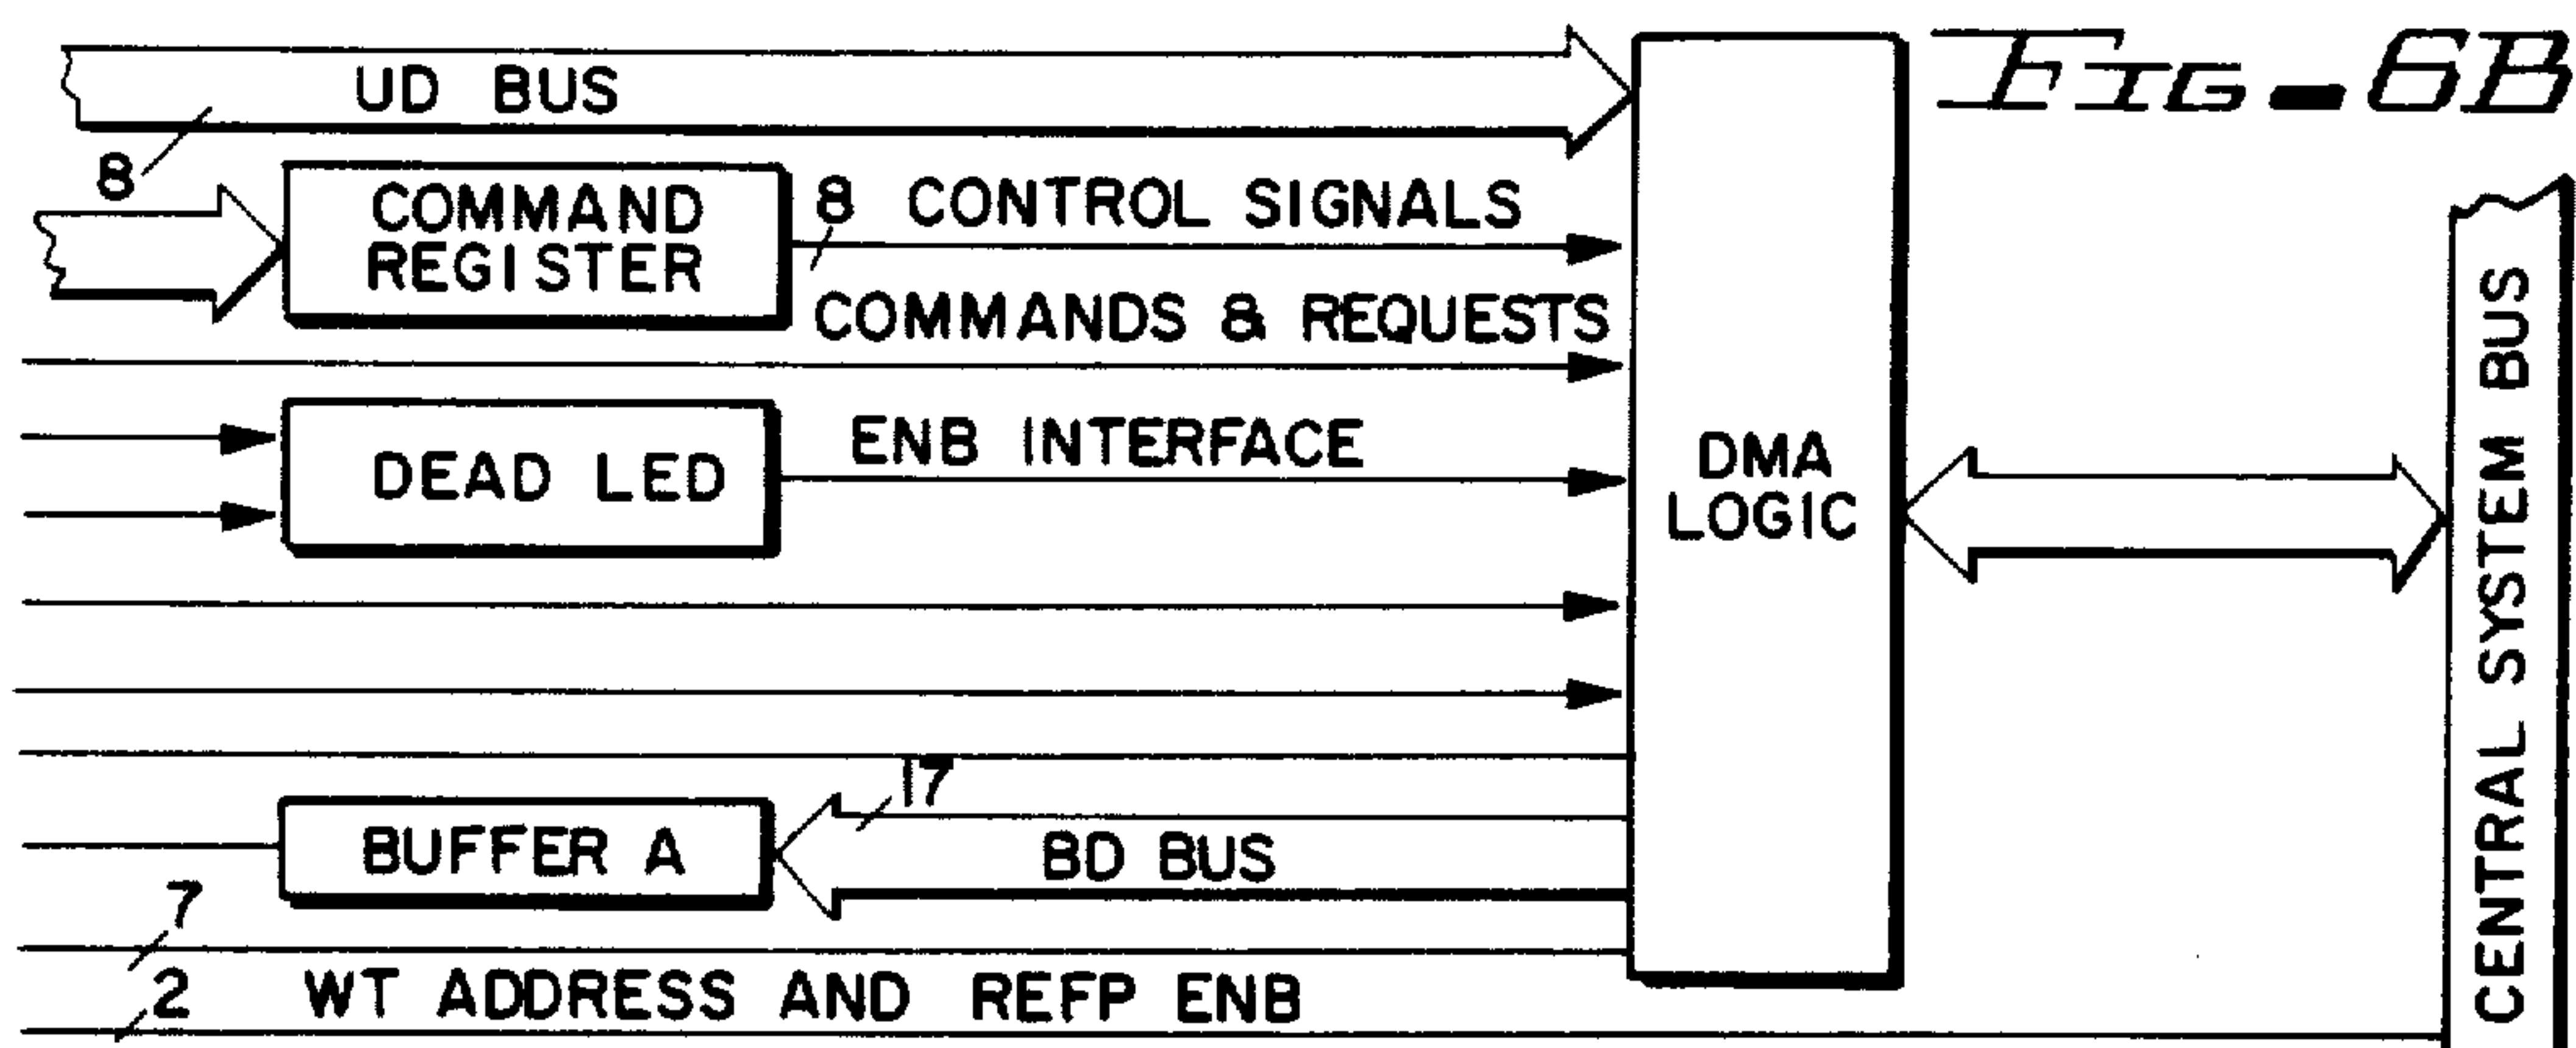 FIG-6B
UD BUS
8
COMMAND
REGISTER
8 CONTROL SIGNALS
COMMANDS & REQUESTS
DEAD LED
ENB INTERFACE
DMA
LOGIC
CENTRAL SYSTEM BUS
17
BUFFER A
BD BUS
7
2 WT ADDRESS AND REFP ENB